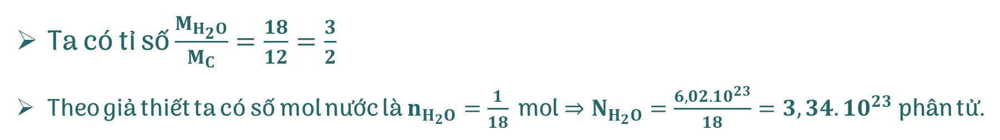 ➢ Ta có tỉ số \frac{M_{H_2O}}{M_C} = \frac{18}{12} = \frac{3}{2}
➢ Theo giả thiết ta có số mol nước là n_{H_2O} = \frac{1}{18} mol ⇒ N_{H_2O} = \frac{6,02.10^{23}}{18} = 3,34.10^{23} phân tử.